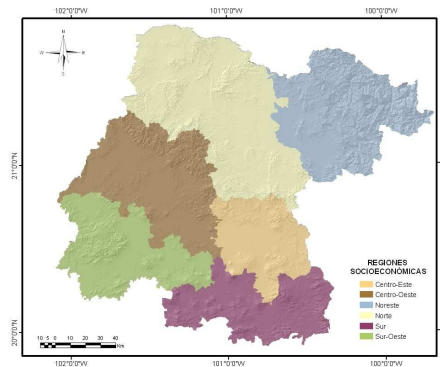 102°0'0"W 101°0'0"W 100°0'0"W
N
W E
S
21°0'0"N
20°0'0"N
REGIONES
SOCIOECONÓMICAS
Centro-Este
Centro-Oeste
Noreste
Norte
Sur
Sur-Oeste
10 5 0 10 20 30 40
Km
102°0'0"W 101°0'0"W 100°0'0"W